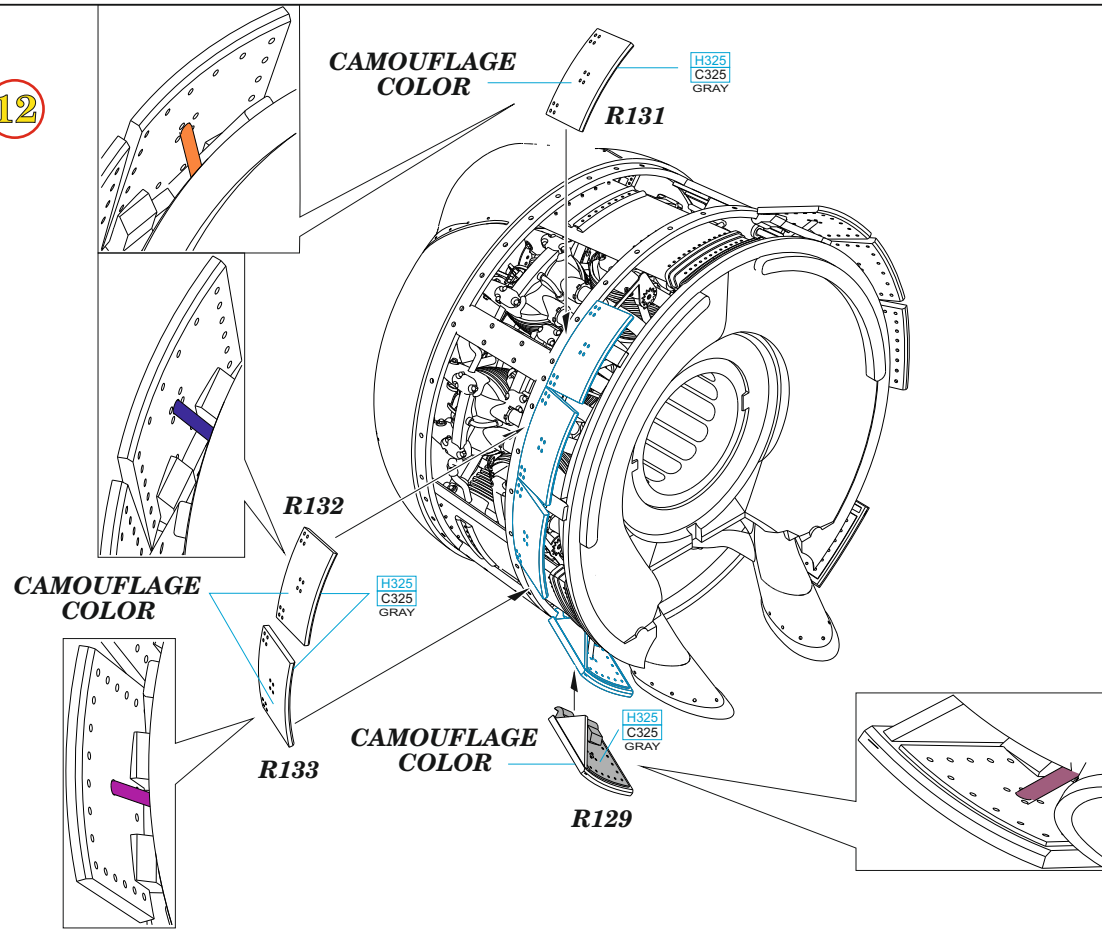 12
CAMOUFLAGE
COLOR
H325
C325
GRAY
R131
R132
CAMOUFLAGE
COLOR
H325
C325
GRAY
R133
CAMOUFLAGE
COLOR
H325
C325
GRAY
R129